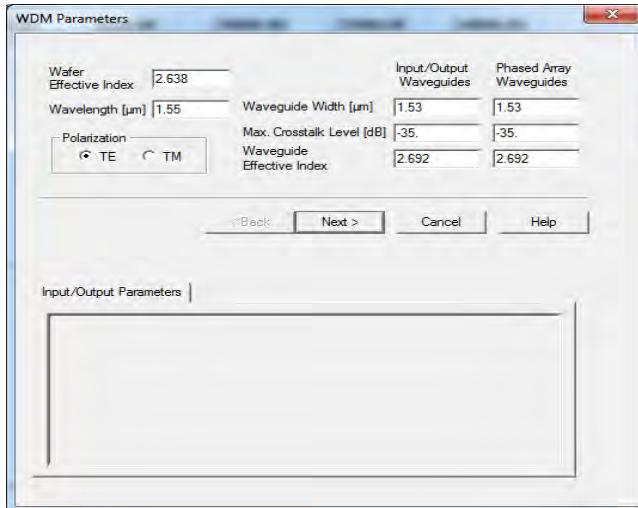 WDM Parameters
Input/Output Waveguides
Phased Array Waveguides
Wafer Effective Index 2.638
Wavelength [µm] 1.55
Waveguide Width [µm] 1.53 1.53
Polarization
TE TM
Max. Crosstalk Level [dB] -35. -35.
Waveguide Effective Index 2.692 2.692
< Back Next > Cancel Help
Input/Output Parameters